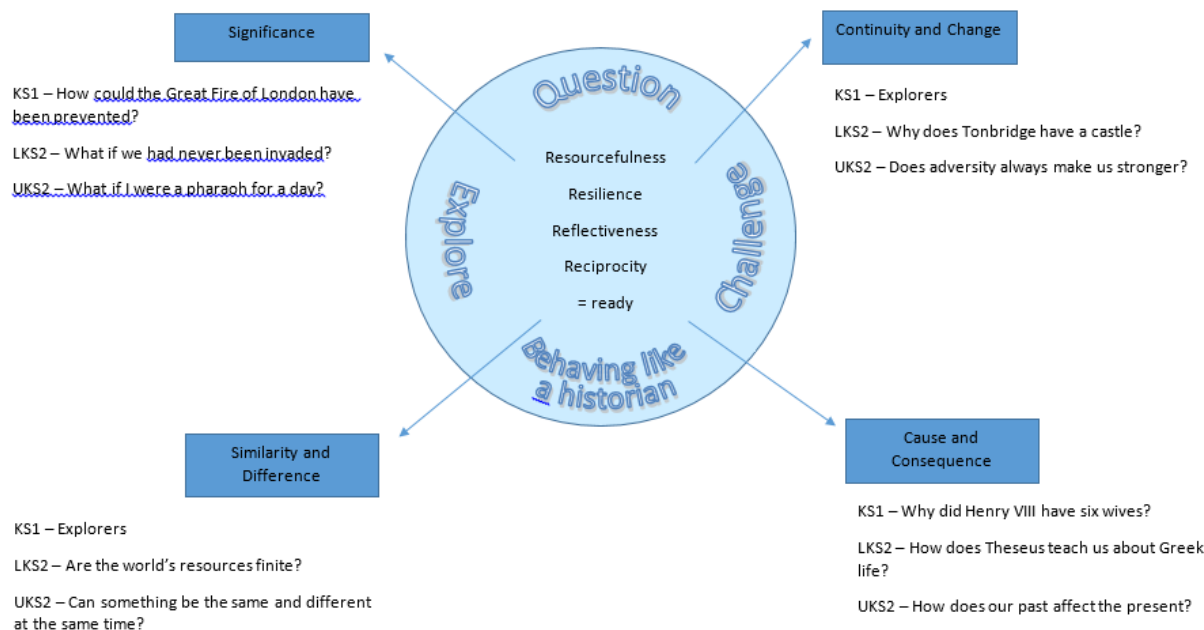 Significance
KS1 – How could the Great Fire of London have
been prevented?
LKS2 – What if we had never been invaded?
UKS2 – What if I were a pharaoh for a day?
Continuity and Change
KS1 – Explorers
LKS2 – Why does Tonbridge have a castle?
UKS2 – Does adversity always make us stronger?
Question
Explore
Challenge
Resourcefulness
Resilience
Reflectiveness
Reciprocity
= ready
Behaving like
a historian
Similarity and
Difference
KS1 – Explorers
LKS2 – Are the world's resources finite?
UKS2 – Can something be the same and different
at the same time?
Cause and
Consequence
KS1 – Why did Henry VIII have six wives?
LKS2 – How does Theseus teach us about Greek
life?
UKS2 – How does our past affect the present?